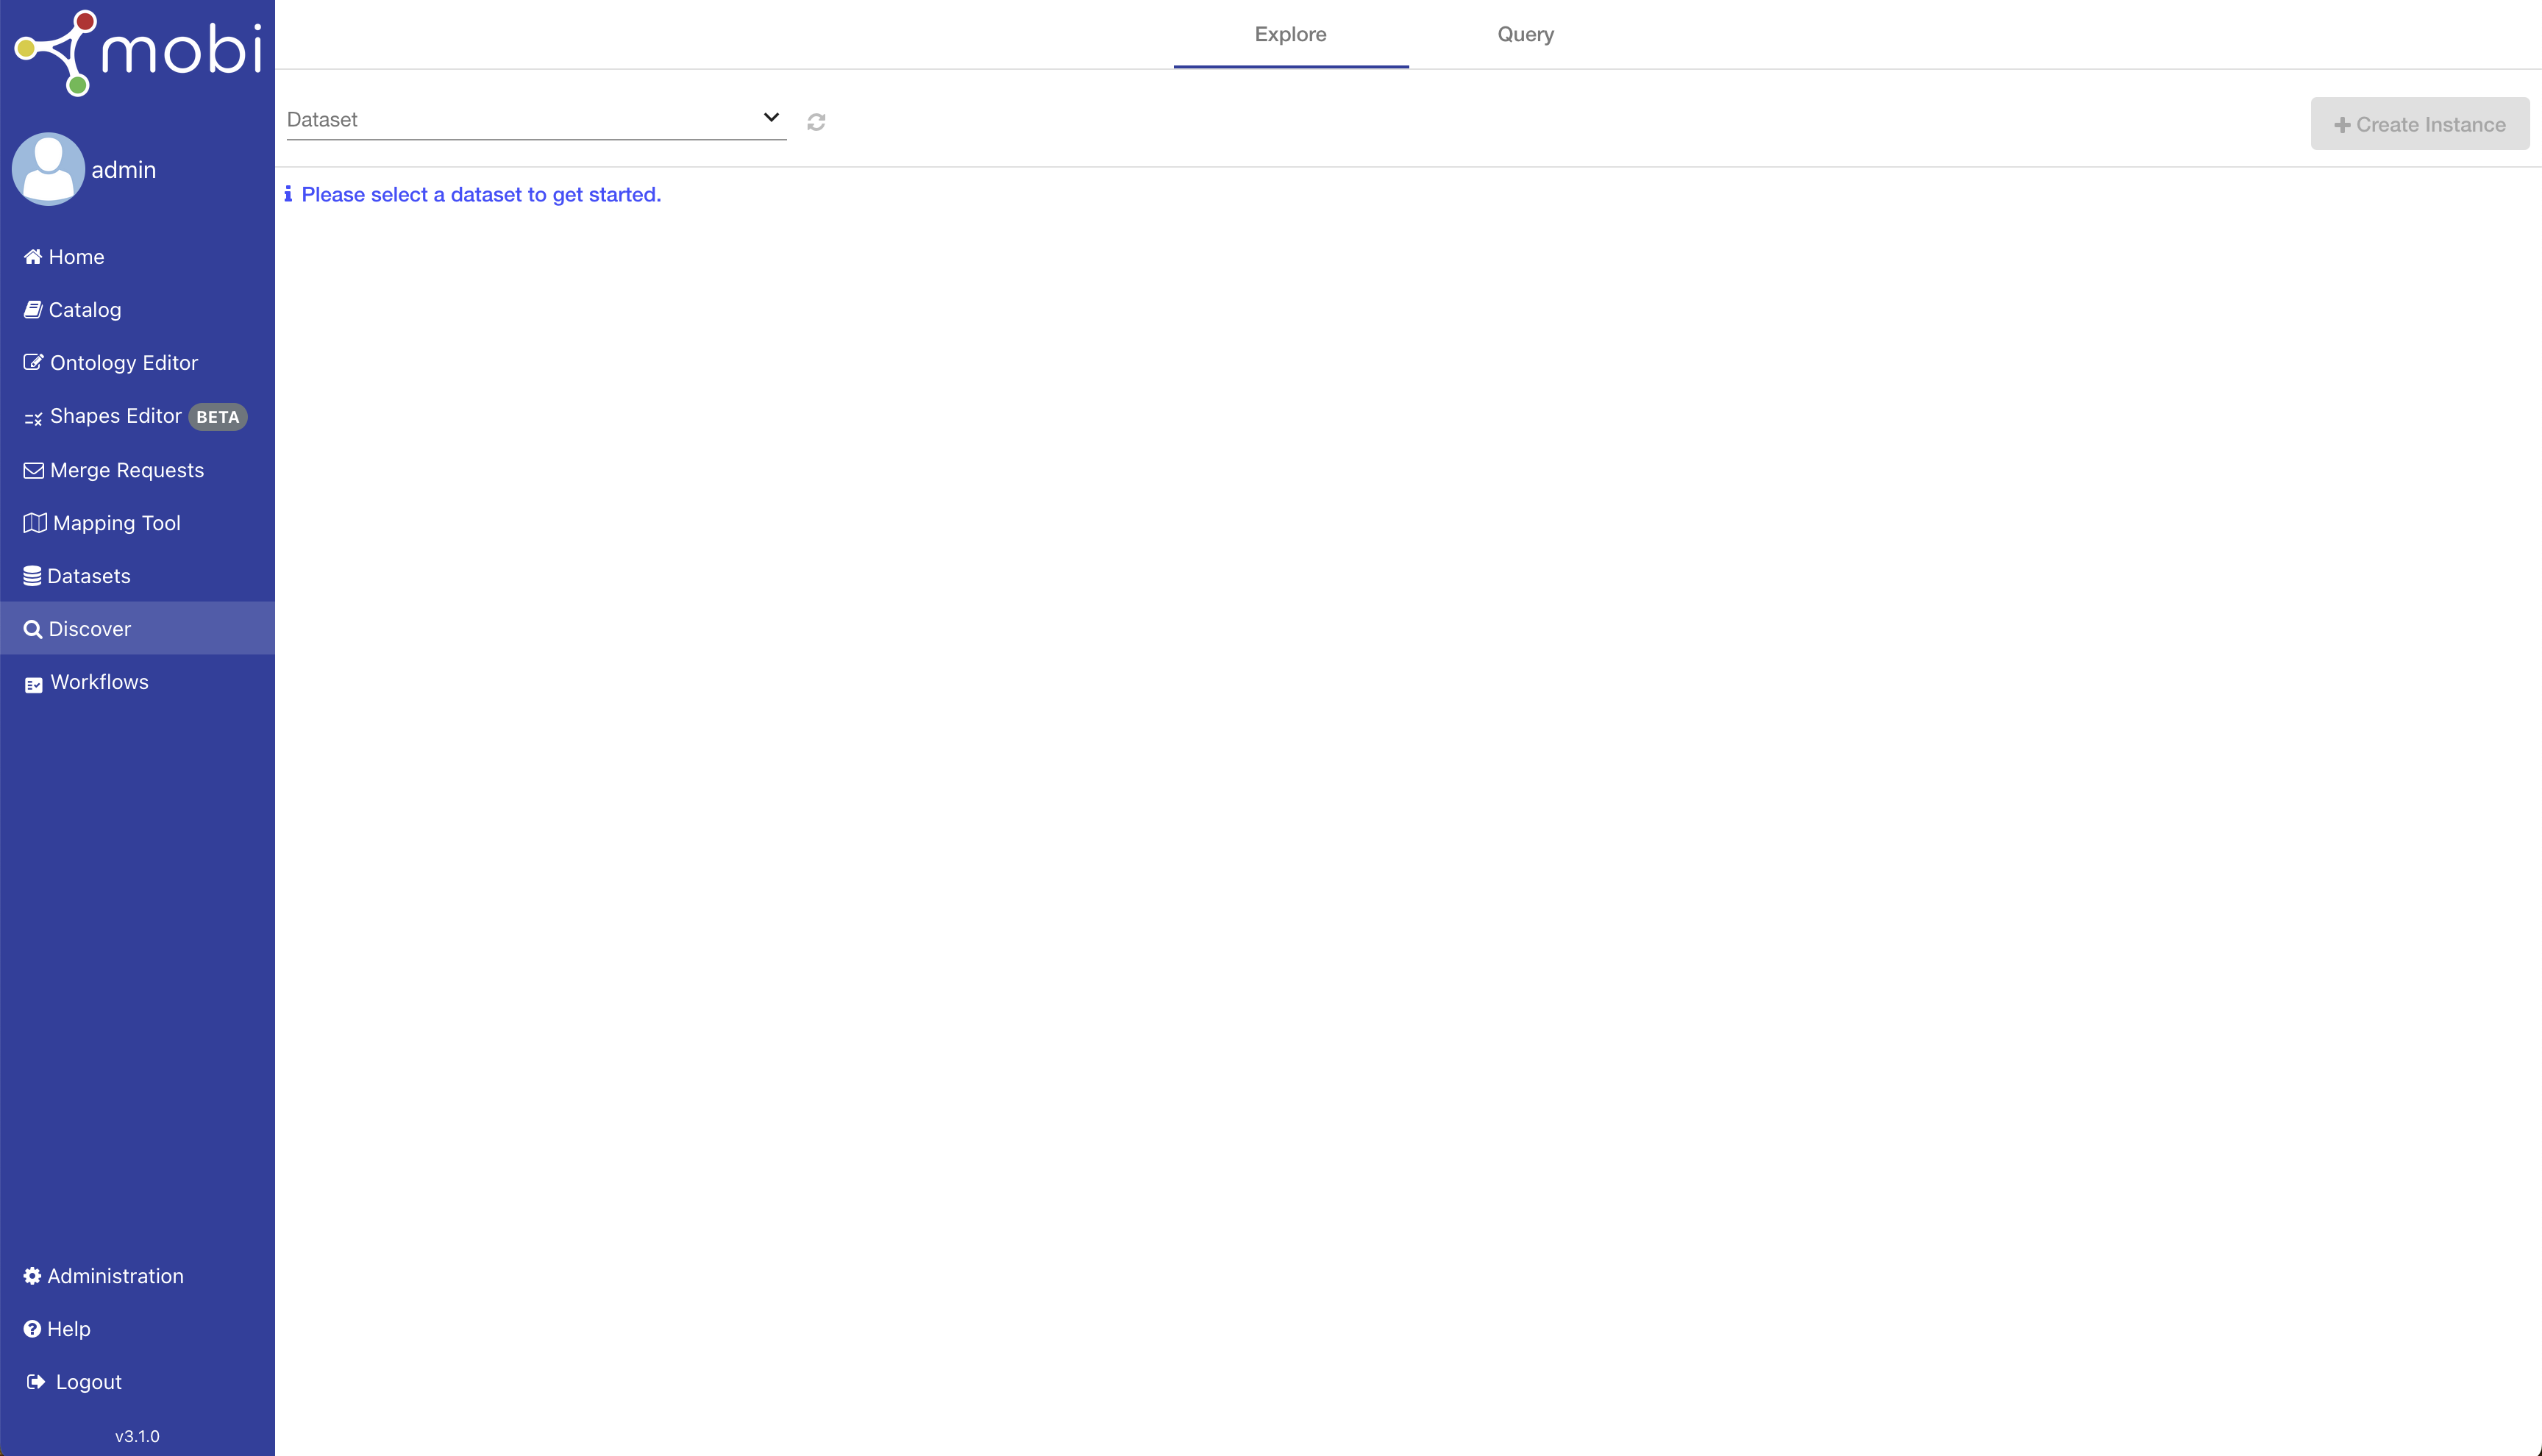 mobi
admin
Home
Catalog
Ontology Editor
Shapes Editor BETA
Merge Requests
Mapping Tool
Datasets
Discover
Workflows
Administration
Help
Logout
v3.1.0
Explore Query
Dataset
Create Instance
Please select a dataset to get started.